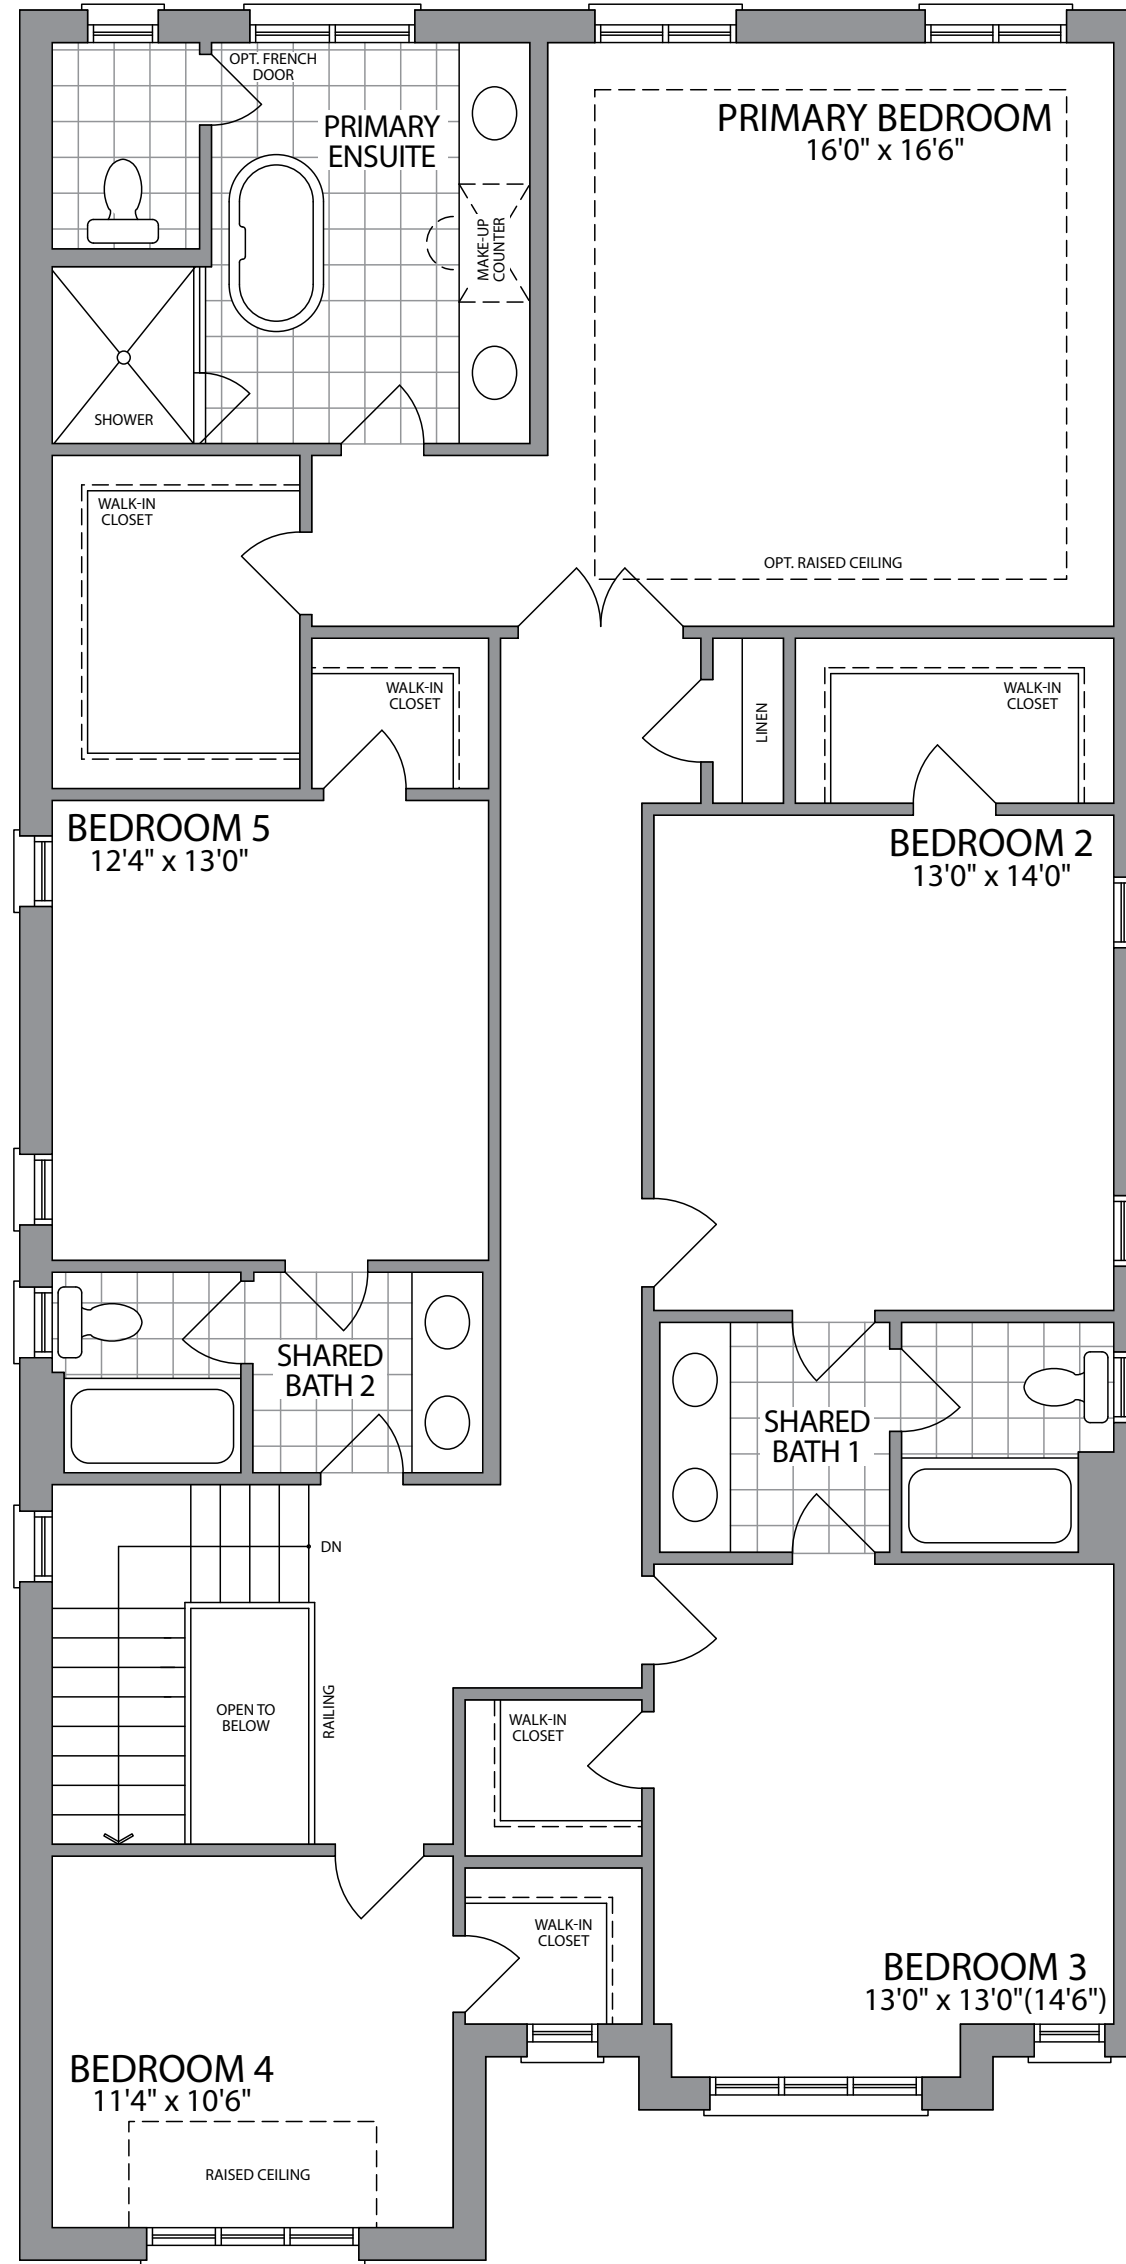 OPT. FRENCH
DOOR
PRIMARY
ENSUITE
MAKE-UP
COUNTER
SHOWER
PRIMARY BEDROOM
16'0" x 16'6"
OPT. RAISED CEILING
WALK-IN
CLOSET
WALK-IN
CLOSET
LINEN
WALK-IN
CLOSET
BEDROOM 5
12'4" x 13'0"
BEDROOM 2
13'0" x 14'0"
SHARED
BATH 2
SHARED
BATH 1
DN
OPEN TO
BELOW
RAILING
WALK-IN
CLOSET
WALK-IN
CLOSET
BEDROOM 3
13'0" x 13'0"(14'6")
BEDROOM 4
11'4" x 10'6"
RAISED CEILING